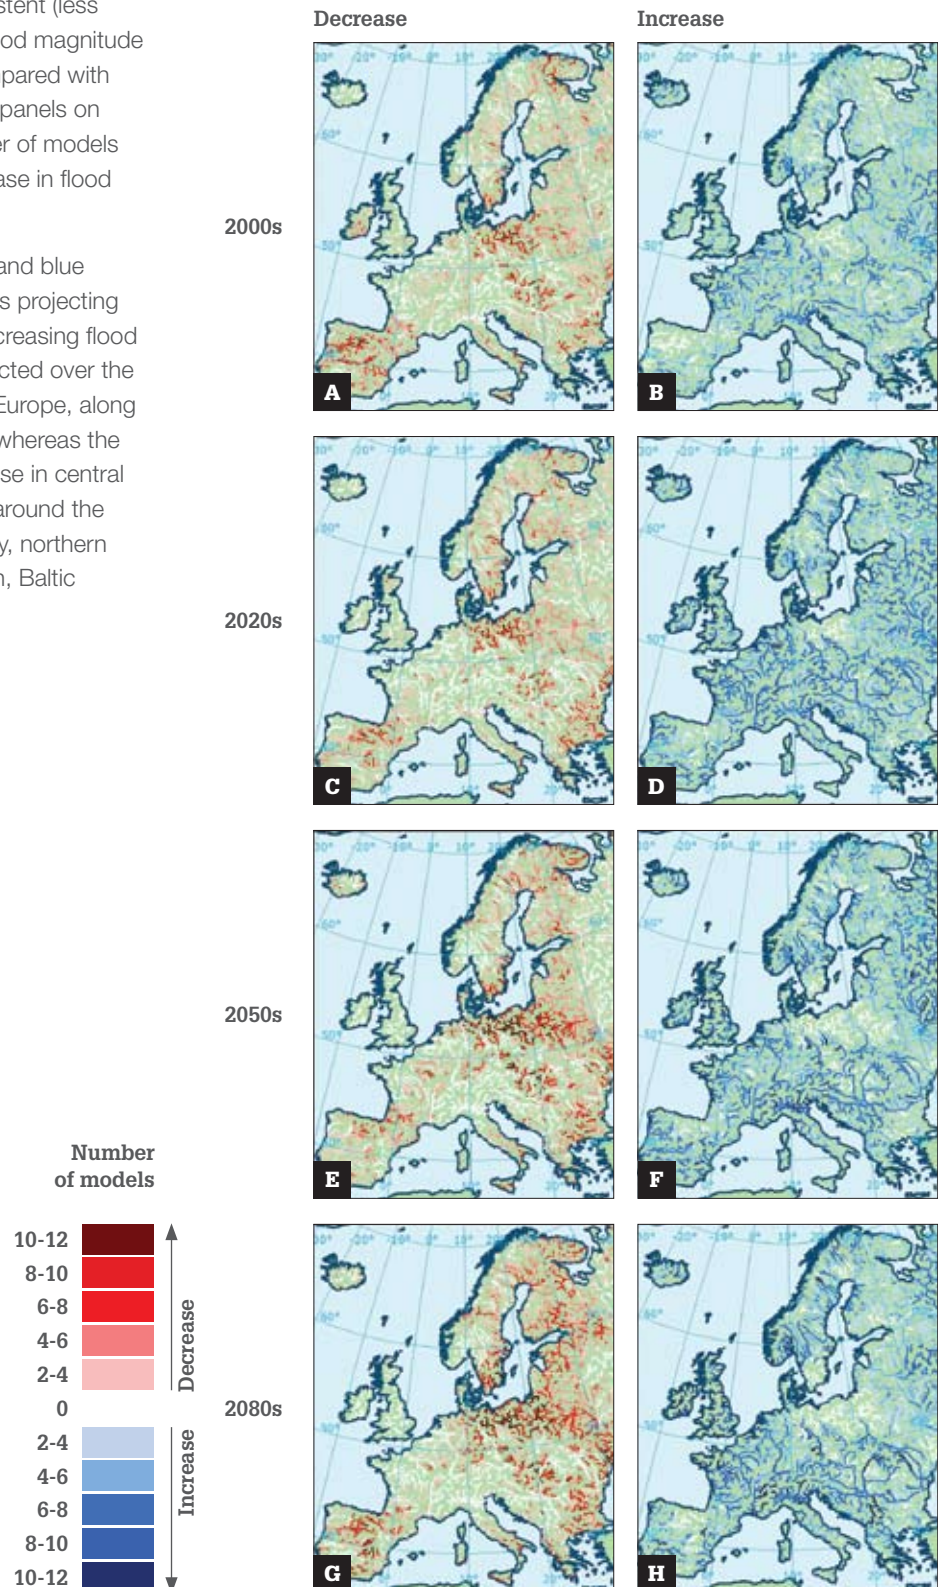 stent (less
od magnitude
npared with
panels on
er of models
ase in flood
and blue
s projecting
creasing flood
cted over the
Europe, along
whereas the
se in central
around the
y, northern
n, Baltic
Decrease
Increase
2000s
A
B
2020s
C
D
2050s
E
F
2080s
G
H
Number
of models
10-12
8-10
6-8
4-6
2-4
0
2-4
4-6
6-8
8-10
10-12
Decrease
Increase